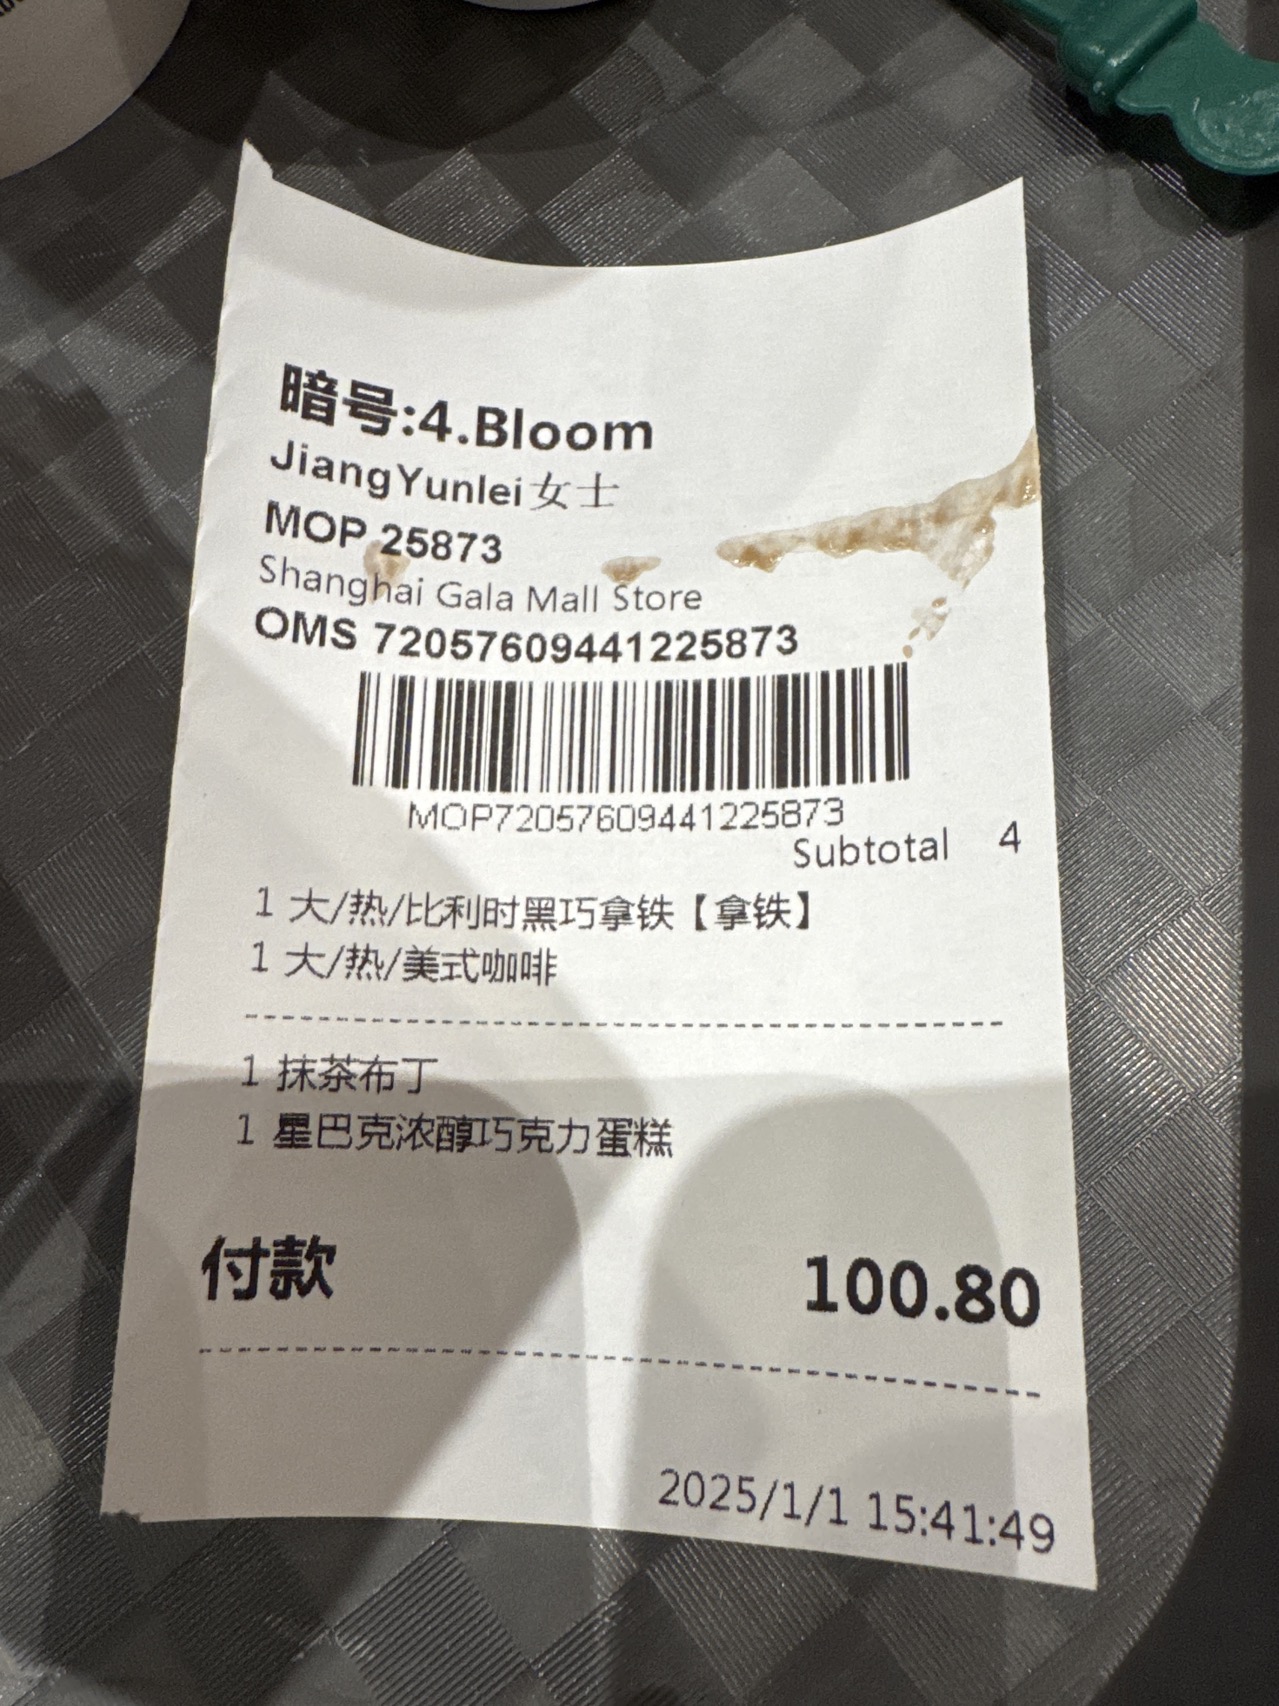 暗号:4.Bloom
JiangYunlei女士
MOP 25873
Shanghai Gala Mall Store
OMS 72057609441225873
MOP72057609441225873
Subtotal 4
1 大/热/比利时黑巧拿铁【拿铁】
1 大/热/美式咖啡
1 抹茶布丁
1 星巴克浓醇巧克力蛋糕
付款 100.80
2025/1/1 15:41:49